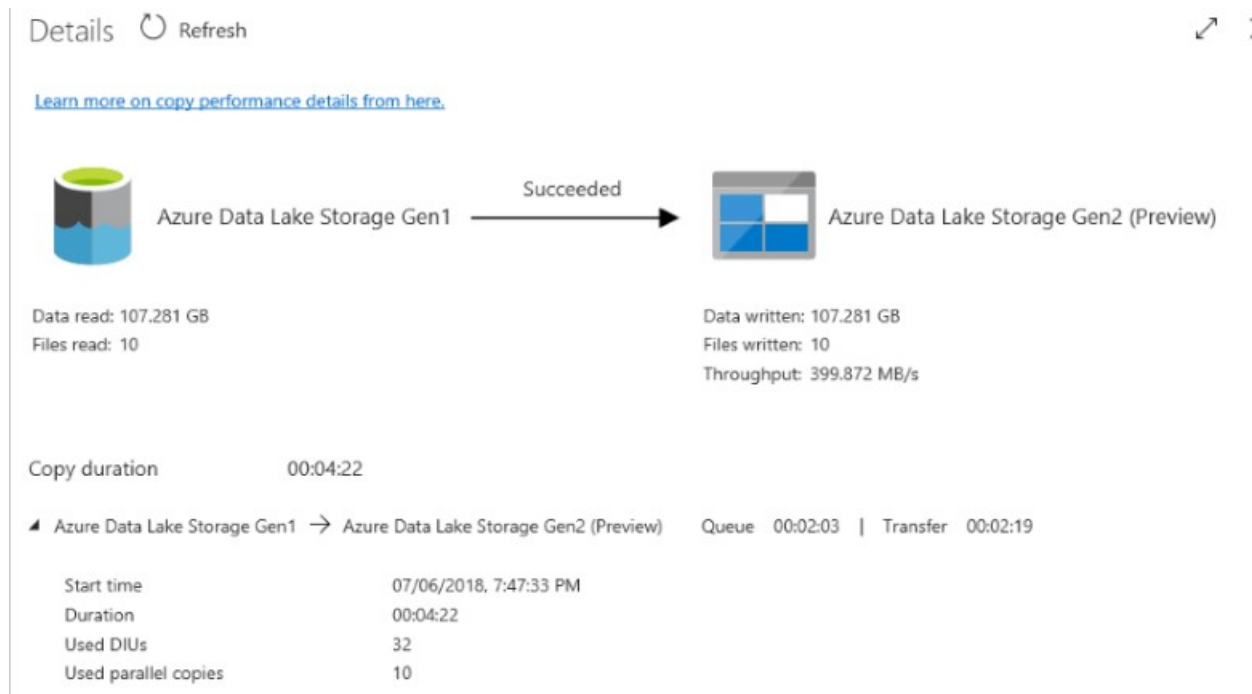 Details Refresh
Learn more on copy performance details from here.
Succeeded
Azure Data Lake Storage Gen1 Azure Data Lake Storage Gen2 (Preview)
Data read: 107.281 GB Data written: 107.281 GB
Files read: 10 Files written: 10
Throughput: 399.872 MB/s
Copy duration 00:04:22
Azure Data Lake Storage Gen1 → Azure Data Lake Storage Gen2 (Preview) Queue 00:02:03 | Transfer 00:02:19
Start time 07/06/2018, 7:47:33 PM
Duration 00:04:22
Used DIUs 32
Used parallel copies 10